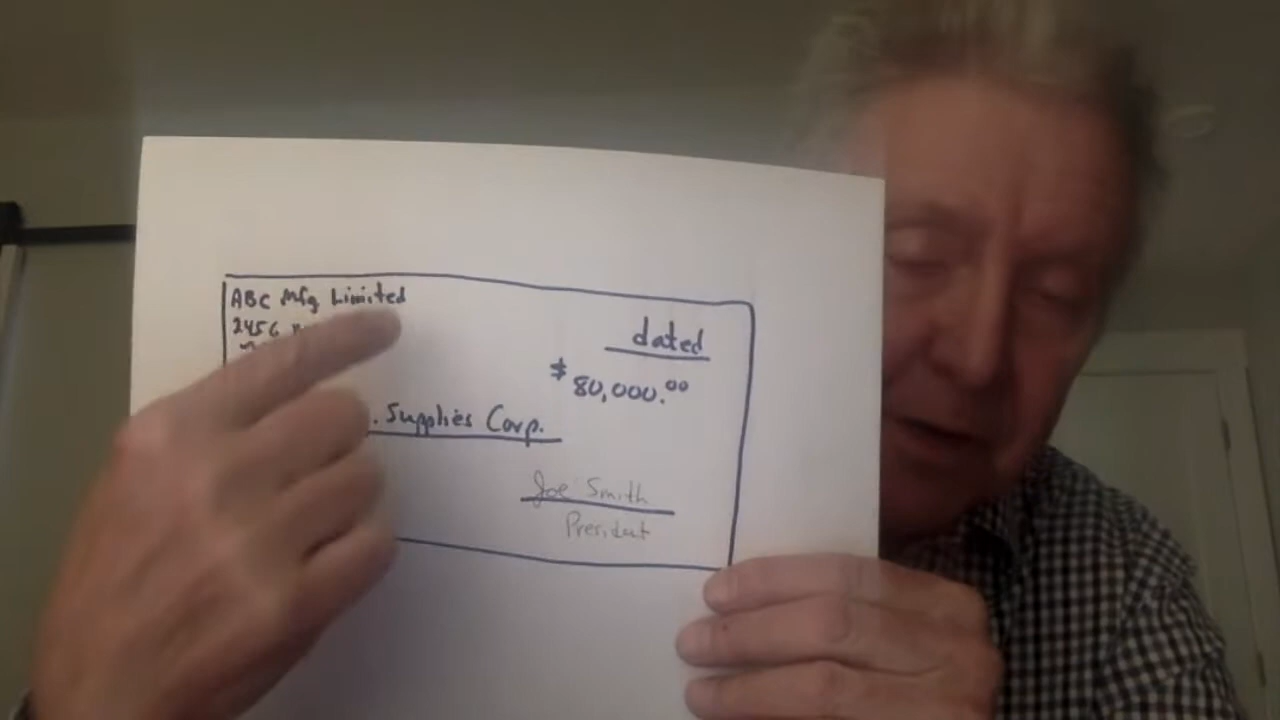 ABC Mfg Limited
2456
dated
$ 80,000.00
. Supplies Corp.
Joe Smith
President